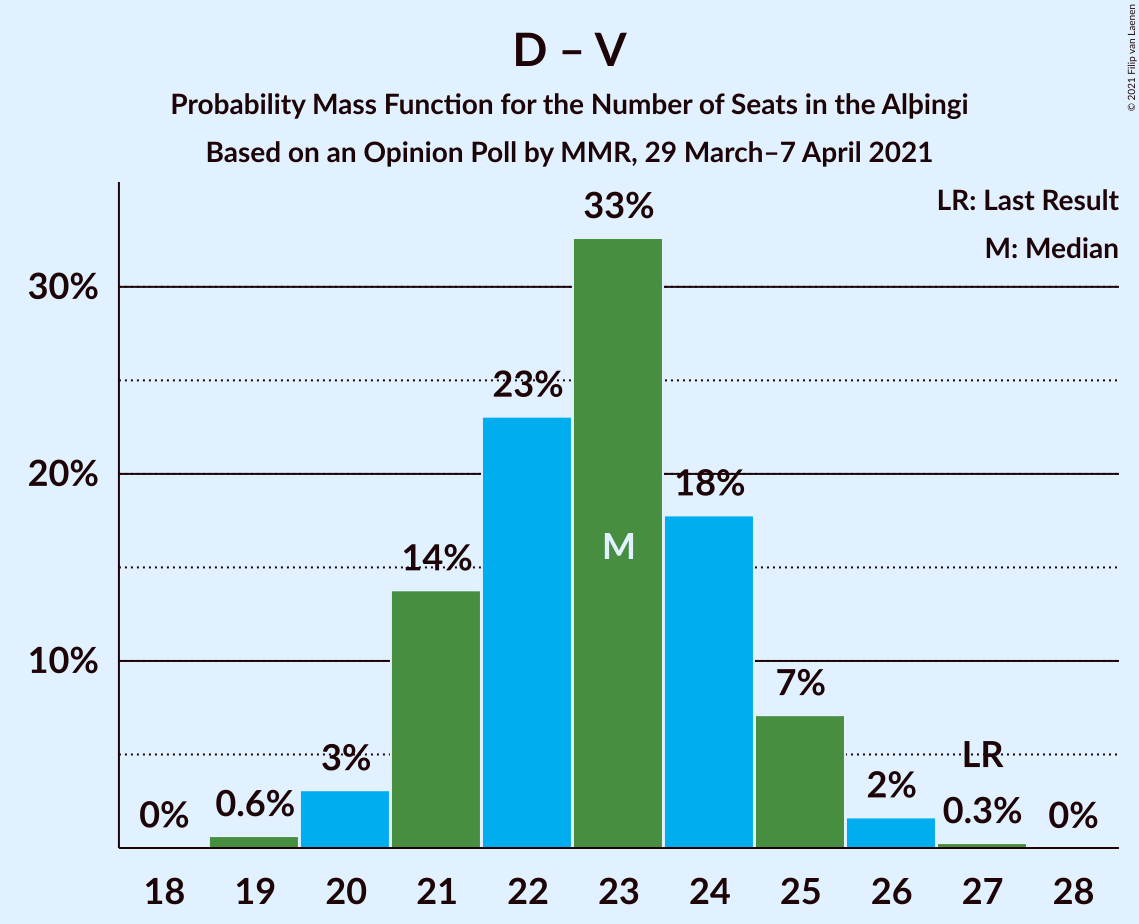 D – V
Probability Mass Function for the Number of Seats in the Alþingi
Based on an Opinion Poll by MMR, 29 March–7 April 2021
© 2021 Filip van Laenen
LR: Last Result
M: Median
33%
30%
23%
20%
18%
M
14%
10%
7%
3%
LR
2%
0.6%
0.3%
0%
0%
18 19 20 21 22 23 24 25 26 27 28